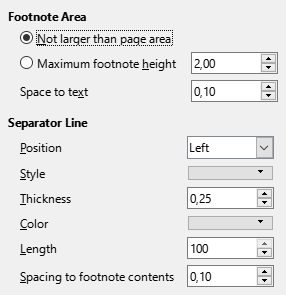 Footnote Area
Not larger than page area
Maximum footnote height 2,00
Space to text 0,10
Separator Line
Position Left
Style
Thickness 0,25
Color
Length 100
Spacing to footnote contents 0,10